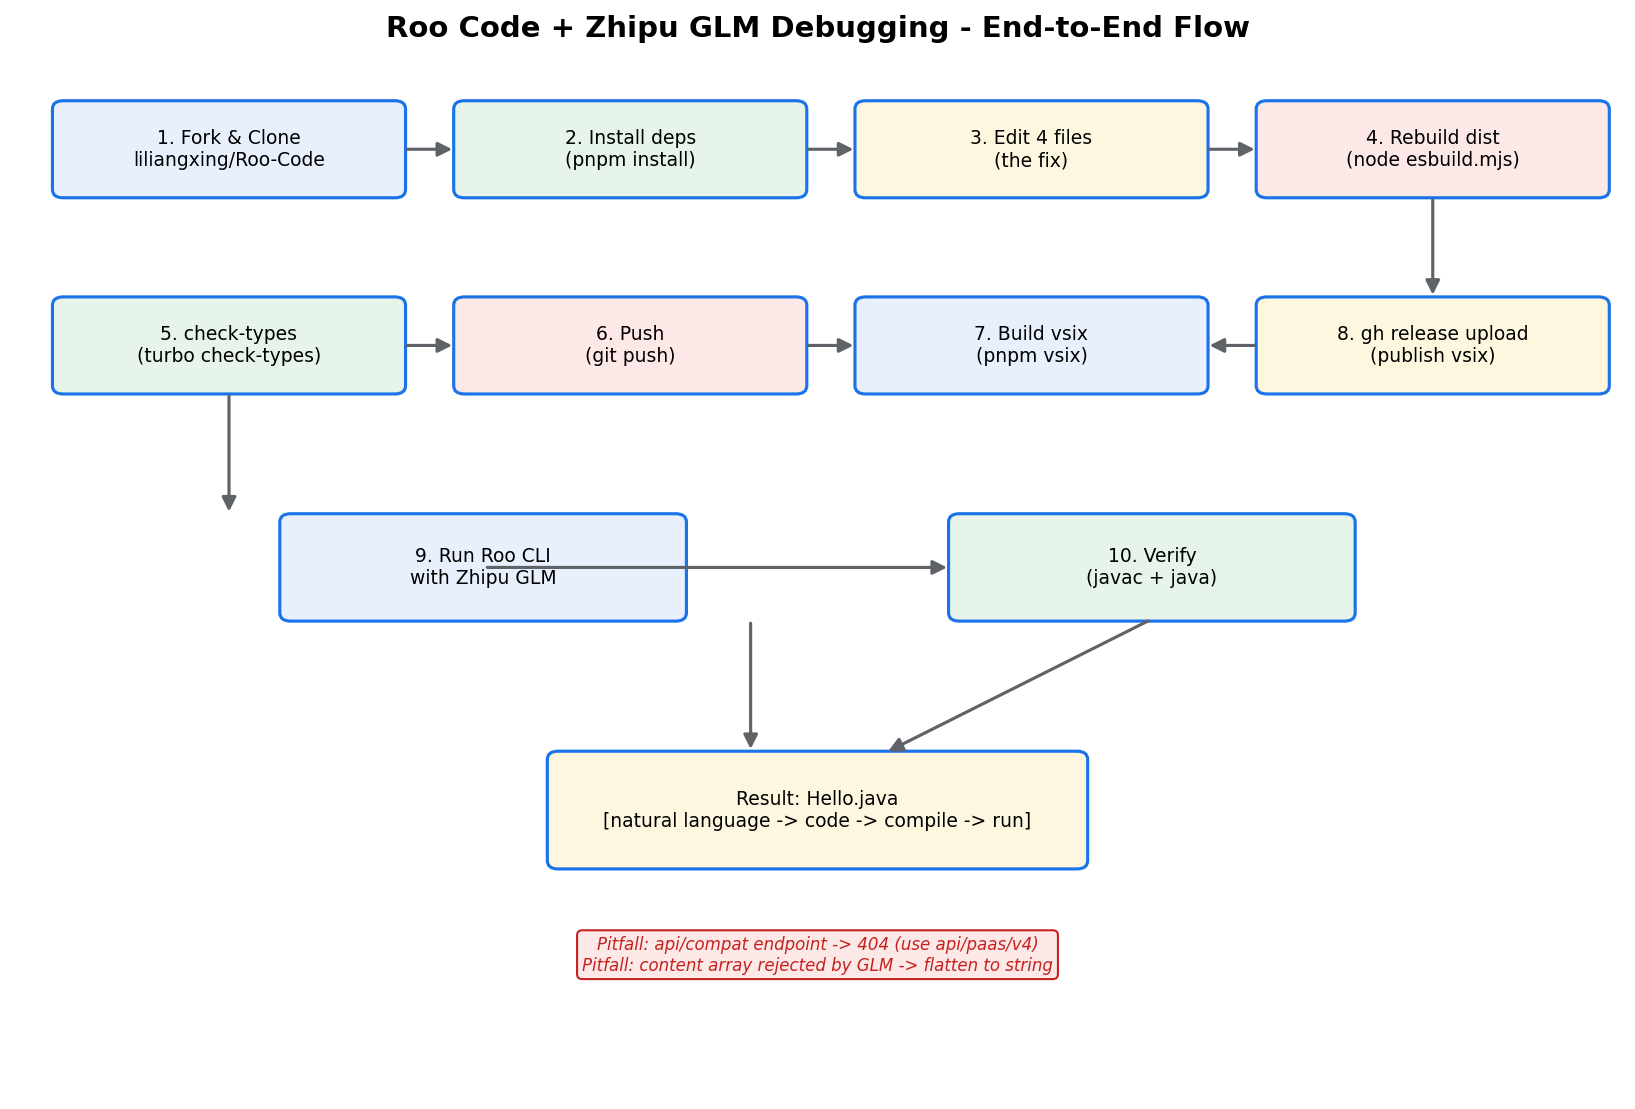 Roo Code + Zhipu GLM Debugging - End-to-End Flow
1. Fork & Clone
liliangxing/Roo-Code
2. Install deps
(pnpm install)
3. Edit 4 files
(the fix)
4. Rebuild dist
(node esbuild.mjs)
5. check-types
(turbo check-types)
6. Push
(git push)
7. Build vsix
(pnpm vsix)
8. gh release upload
(publish vsix)
9. Run Roo CLI
with Zhipu GLM
10. Verify
(javac + java)
Result: Hello.java
[natural language -> code -> compile -> run]
Pitfall: api/compat endpoint -> 404 (use api/paas/v4)
Pitfall: content array rejected by GLM -> flatten to string